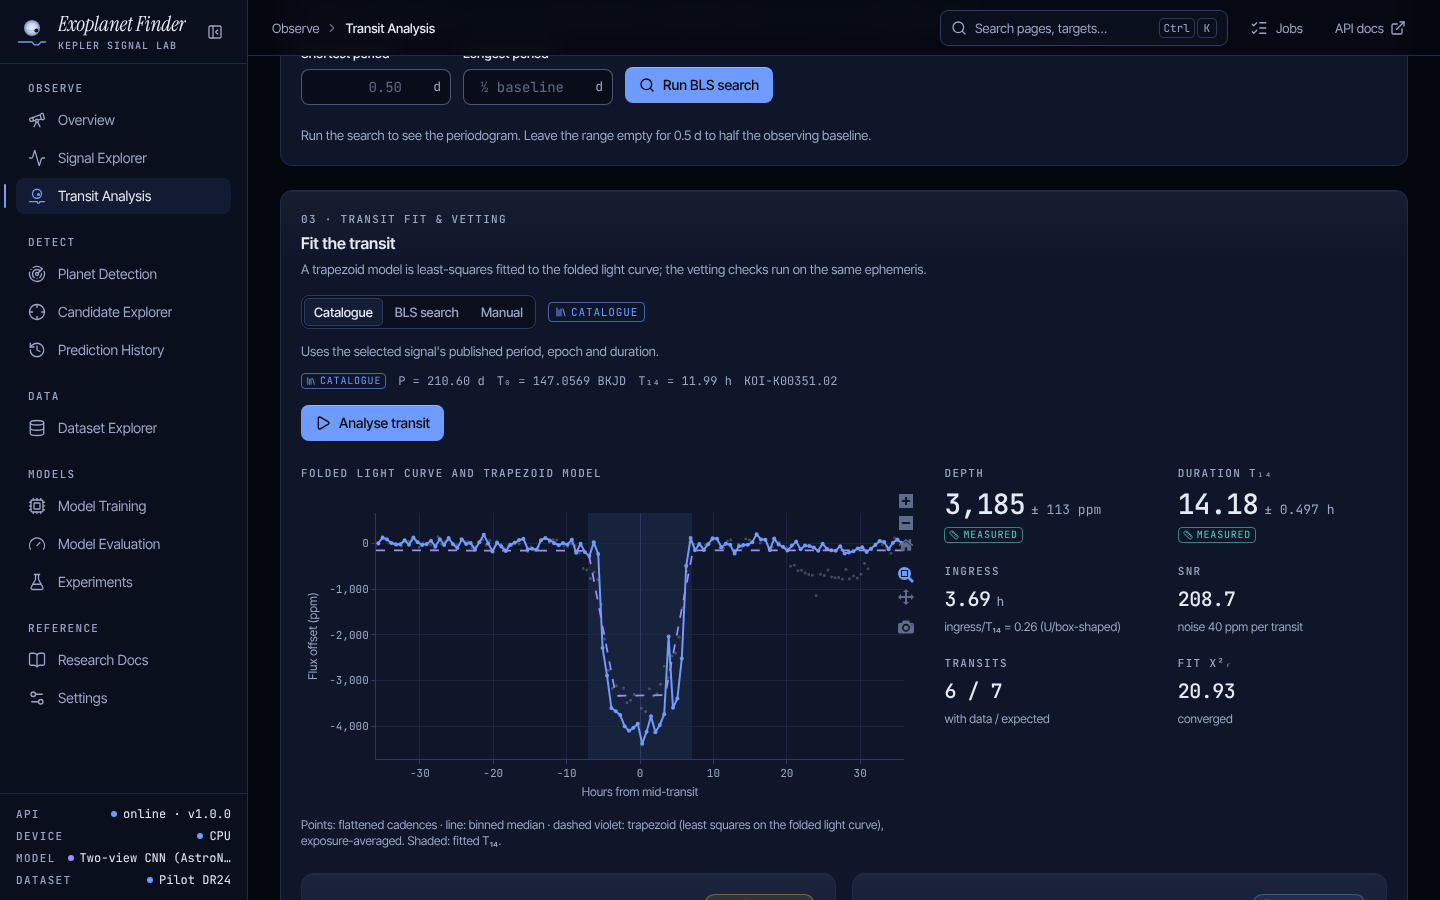 Exoplanet Finder
KEPLER SIGNAL LAB
OBSERVE
Overview
Signal Explorer
Transit Analysis
DETECT
Planet Detection
Candidate Explorer
Prediction History
DATA
Dataset Explorer
MODELS
Model Training
Model Evaluation
Experiments
REFERENCE
Research Docs
Settings
API online · v1.0.0
DEVICE CPU
MODEL Two-view CNN (AstroN…
DATASET Pilot DR24
Observe > Transit Analysis
Search pages, targets... Ctrl K
Jobs
API docs
Shortest period Longest period
0.50 d
½ baseline d
Run BLS search
Run the search to see the periodogram. Leave the range empty for 0.5 d to half the observing baseline.
03 · TRANSIT FIT & VETTING
Fit the transit
A trapezoid model is least-squares fitted to the folded light curve; the vetting checks run on the same ephemeris.
Catalogue BLS search Manual CATALOGUE
Uses the selected signal's published period, epoch and duration.
CATALOGUE P = 210.60 d T₀ = 147.0569 BKJD T₁₄ = 11.99 h KOI-K00351.02
Analyse transit
FOLDED LIGHT CURVE AND TRAPEZOID MODEL
0
-1,000
-2,000
-3,000
-4,000
Flux offset (ppm)
-30 -20 -10 0 10 20 30
Hours from mid-transit
Points: flattened cadences · line: binned median · dashed violet: trapezoid (least squares on the folded light curve),
exposure-averaged. Shaded: fitted T₁₄.
DEPTH
3,185 ± 113 ppm
MEASURED
DURATION T₁₄
14.18 ± 0.497 h
MEASURED
INGRESS
3.69 h
ingress/T₁₄ = 0.26 (U/box-shaped)
SNR
208.7
noise 40 ppm per transit
TRANSITS
6 / 7
with data / expected
FIT Χ²ᵣ
20.93
converged